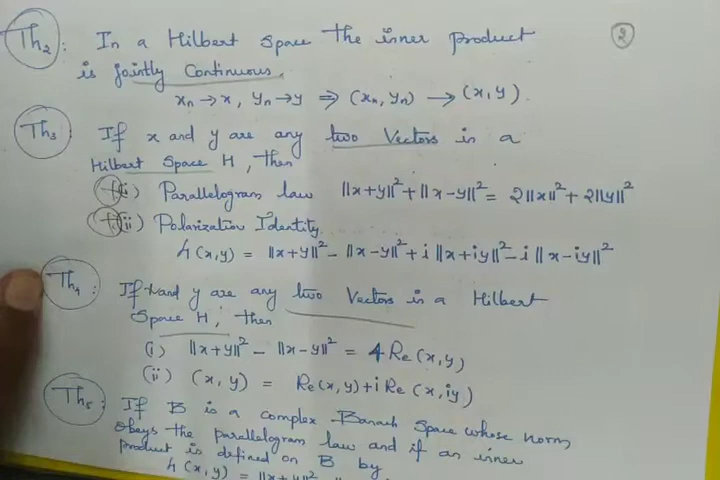 Th2: In a Hilbert Space the inner product
②
is jointly Continuous.
xn → x, yn → y ⇒ (xn, yn) → (x, y).
Th3 If x and y are any two Vectors in a
Hilbert Space H, then
(i) Parallelogram law ||x+y||² + ||x-y||² = 2||x||² + 2||y||²
(ii) Polarization Identity.
4(x,y) = ||x+y||² - ||x-y||² + i ||x+iy||² - i ||x-iy||²
Th4: If x and y are any two Vectors in a Hilbert
Space H, then
(i) ||x+y||² - ||x-y||² = 4 Re(x,y)
(ii) (x,y) = Re(x,y) + i Re(x,iy)
Th5: If B is a complex Banach Space whose norm
obeys the parallelogram law and if an inner
product is defined on B by
4(x,y) = ||x+y||²